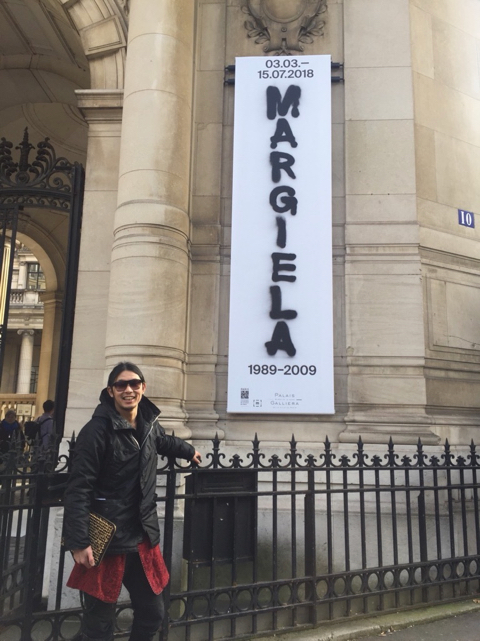 03.03.—
15.07.2018
MARGIELA
1989–2009
PALAIS
GALLIERA
10